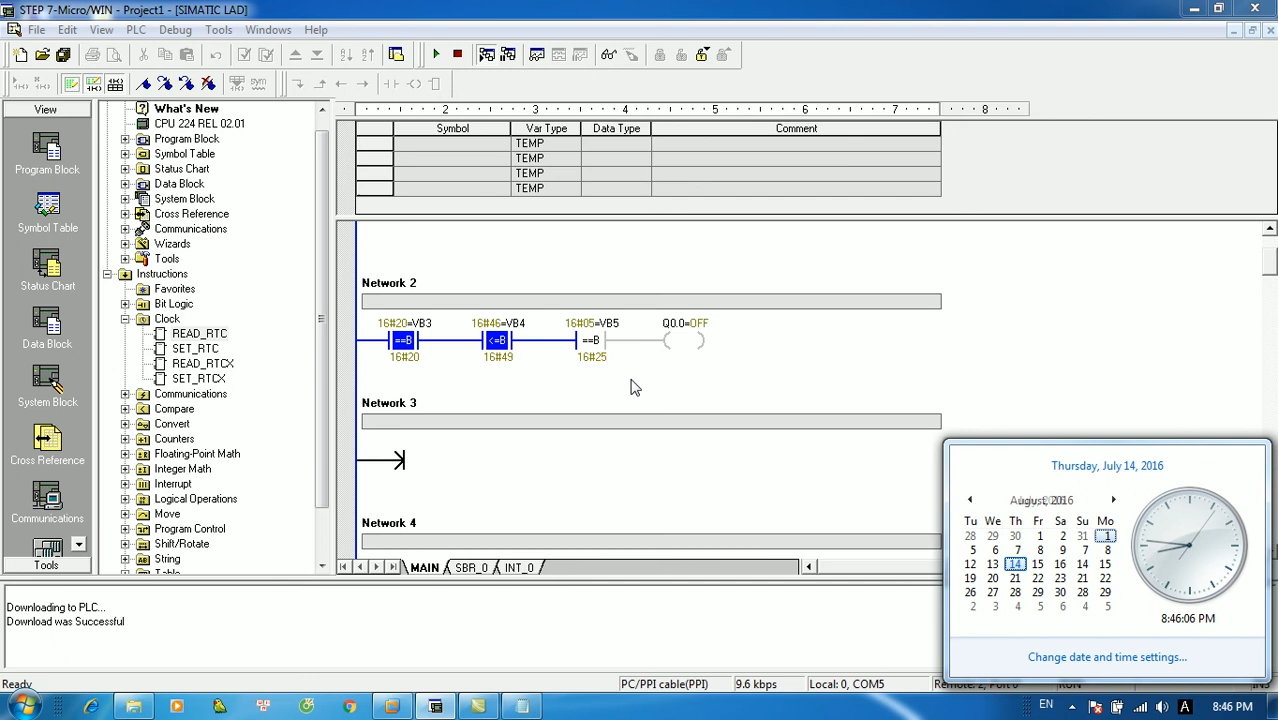 STEP 7-Micro/WIN - Project1 - [SIMATIC LAD]
File Edit View PLC Debug Tools Windows Help
View
Program Block
Symbol Table
Status Chart
Data Block
System Block
Cross Reference
Communications
Tools
What's New
CPU 224 REL 02.01
Program Block
Symbol Table
Status Chart
Data Block
System Block
Cross Reference
Communications
Wizards
Tools
Instructions
Favorites
Bit Logic
Clock
READ_RTC
SET_RTC
READ_RTCX
SET_RTCX
Communications
Compare
Convert
Counters
Floating-Point Math
Integer Math
Interrupt
Logical Operations
Move
Program Control
Shift/Rotate
String
2 3 4 5 6 7 8
Symbol Var Type Data Type Comment
TEMP
TEMP
TEMP
TEMP
Network 2
16#20=VB3 16#46=VB4 16#05=VB5 Q0.0=OFF
==B <=B ==B
16#20 16#49 16#25
Network 3
Network 4
MAIN SBR_0 INT_0
Downloading to PLC...
Download was Successful
Thursday, July 14, 2016
Tu We Th Fr Sa Su Mo
28 29 30 1 2 31 1
5 6 7 8 9 7 8
12 13 14 15 16 14 15
19 20 21 22 23 21 22
26 27 28 29 30 28 29
2 3 4 5 6 4 5
8:46:06 PM
Change date and time settings...
Ready PC/PPI cable(PPI) 9.6 kbps Local: 0, COM5
EN A 8:46 PM